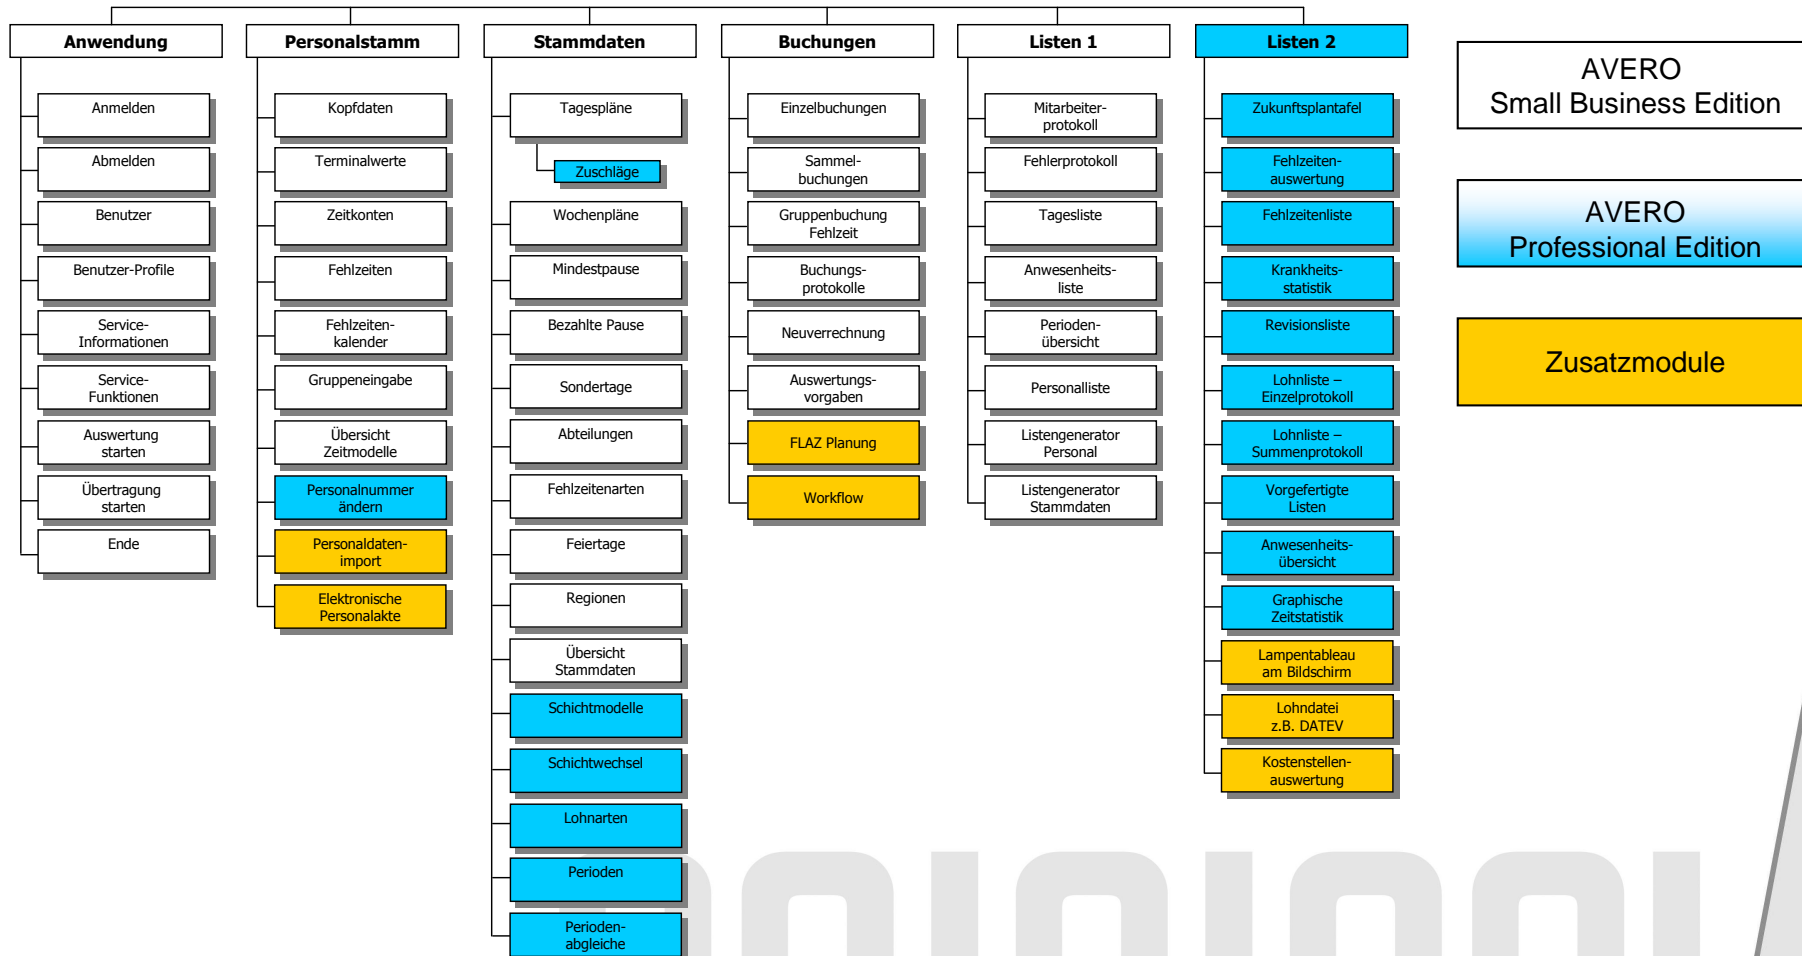 Anwendung
Anmelden
Abmelden
Benutzer
Benutzer-Profile
Service-
Informationen
Service-
Funktionen
Auswertung
starten
Übertragung
starten
Ende
Personalstamm
Kopfdaten
Terminalwerte
Zeitkonten
Fehlzeiten
Fehlzeiten-
kalender
Gruppeneingabe
Übersicht
Zeitmodelle
Personalnummer
ändern
Personaldaten-
import
Elektronische
Personalakte
Stammdaten
Tagespläne
Zuschläge
Wochenpläne
Mindestpause
Bezahlte Pause
Sondertage
Abteilungen
Fehlzeitenarten
Feiertage
Regionen
Übersicht
Stammdaten
Schichtmodelle
Schichtwechsel
Lohnarten
Perioden
Perioden-
abgleiche
Buchungen
Einzelbuchungen
Sammel-
buchungen
Gruppenbuchung
Fehlzeit
Buchungs-
protokolle
Neuverrechnung
Auswertungs-
vorgaben
FLAZ Planung
Workflow
Listen 1
Mitarbeiter-
protokoll
Fehlerprotokoll
Tagesliste
Anwesenheits-
liste
Perioden-
übersicht
Personalliste
Listengenerator
Personal
Listengenerator
Stammdaten
Listen 2
Zukunftsplantafel
Fehlzeiten-
auswertung
Fehlzeitenliste
Krankheits-
statistik
Revisionsliste
Lohnliste –
Einzelprotokoll
Lohnliste –
Summenprotokoll
Vorgefertigte
Listen
Anwesenheits-
übersicht
Graphische
Zeitstatistik
Lampentableau
am Bildschirm
Lohndatei
z.B. DATEV
Kostenstellen-
auswertung
AVERO
Small Business Edition
AVERO
Professional Edition
Zusatzmodule